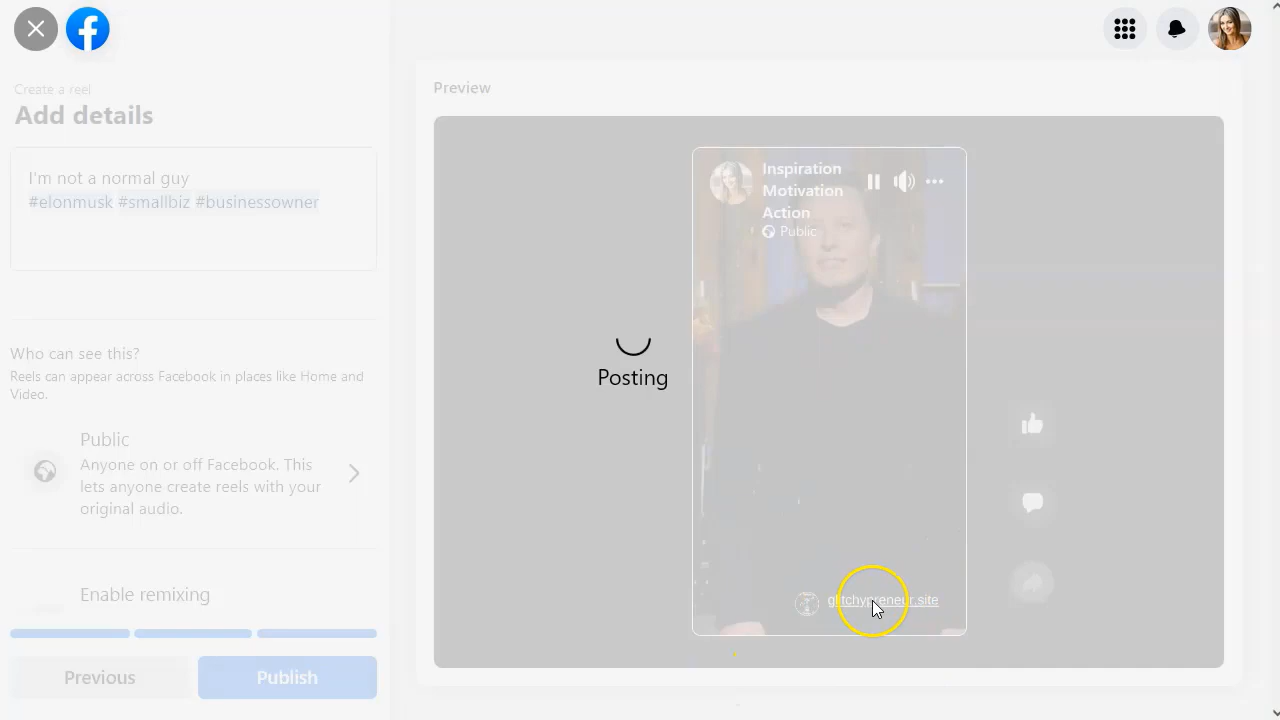 Create a reel
Add details
I'm not a normal guy
#elonmusk #smallbiz #businessowner
Who can see this?
Reels can appear across Facebook in places like Home and
Video.
Public
Anyone on or off Facebook. This
lets anyone create reels with your
original audio.
Enable remixing
Previous
Publish
Preview
Inspiration
Motivation
Action
Public
Posting
glitchypreneur.site